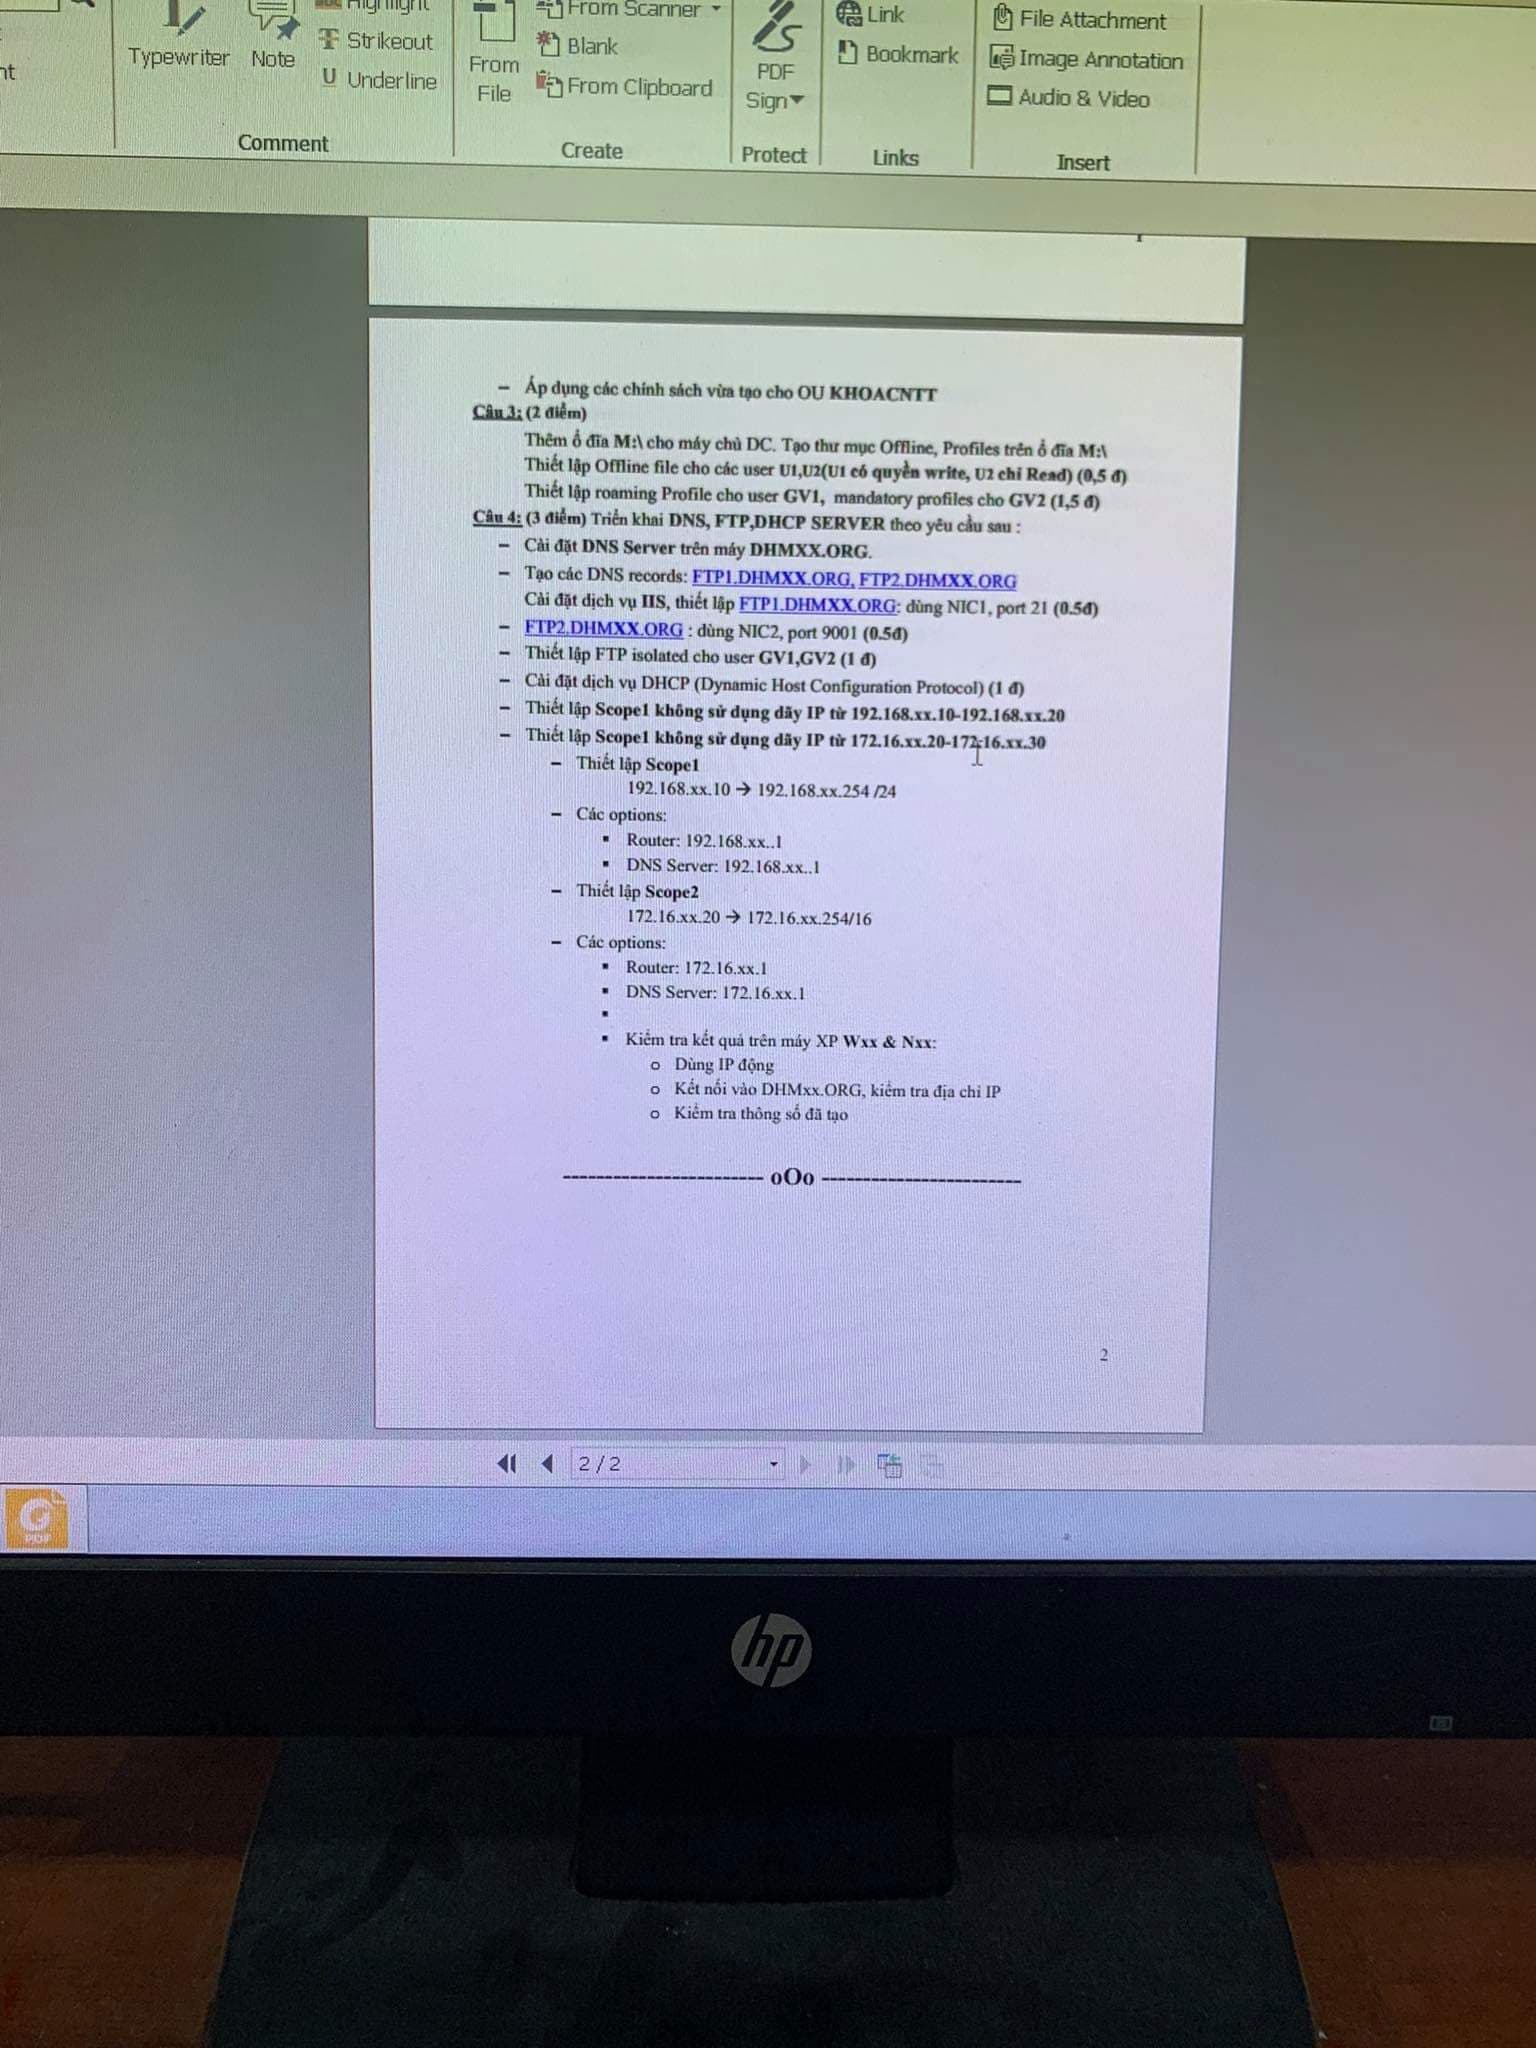 Highlight
From Scanner
Link
File Attachment
Typewriter
Note
Strikeout
Blank
Bookmark
Image Annotation
Underline
From
File
From Clipboard
PDF
Sign
Audio & Video
Comment
Create
Protect
Links
Insert
– Áp dụng các chính sách vừa tạo cho OU KHOACNTT
Câu 3: (2 điểm)
Thêm ổ đĩa M:\ cho máy chủ DC. Tạo thư mục Offline, Profiles trên ổ đĩa M:\
Thiết lập Offline file cho các user U1,U2(U1 có quyền write, U2 chỉ Read) (0,5 đ)
Thiết lập roaming Profile cho user GV1, mandatory profiles cho GV2 (1,5 đ)
Câu 4: (3 điểm) Triển khai DNS, FTP,DHCP SERVER theo yêu cầu sau :
– Cài đặt DNS Server trên máy DHMXX.ORG.
– Tạo các DNS records: FTP1.DHMXX.ORG, FTP2.DHMXX.ORG
Cài đặt dịch vụ IIS, thiết lập FTP1.DHMXX.ORG: dùng NIC1, port 21 (0.5đ)
– FTP2.DHMXX.ORG : dùng NIC2, port 9001 (0.5đ)
– Thiết lập FTP isolated cho user GV1,GV2 (1 đ)
– Cài đặt dịch vụ DHCP (Dynamic Host Configuration Protocol) (1 đ)
– Thiết lập Scope1 không sử dụng dãy IP từ 192.168.xx.10-192.168.xx.20
– Thiết lập Scope1 không sử dụng dãy IP từ 172.16.xx.20-172.16.xx.30
– Thiết lập Scope1
192.168.xx.10 → 192.168.xx.254 /24
– Các options:
▪ Router: 192.168.xx..1
▪ DNS Server: 192.168.xx..1
– Thiết lập Scope2
172.16.xx.20 → 172.16.xx.254/16
– Các options:
▪ Router: 172.16.xx.1
▪ DNS Server: 172.16.xx.1
▪
▪ Kiểm tra kết quả trên máy XP Wxx & Nxx:
o Dùng IP động
o Kết nối vào DHMxx.ORG, kiểm tra địa chỉ IP
o Kiểm tra thông số đã tạo
------------------------ oOo ------------------------
2
2 / 2
PDF
hp